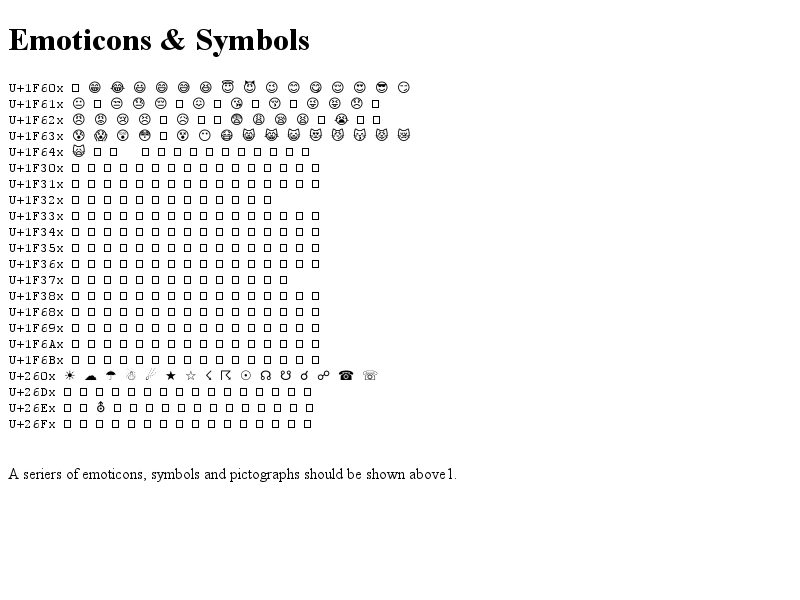 Emoticons & Symbols
U+1F60x □ 😁 😂 😃 😄 😅 😆 😇 😈 😉 😊 😋 😌 😍 😎 😏
U+1F61x 😐 □ 😒 😓 😔 □ 😖 □ 😘 □ 😚 □ 😜 😝 😞 □
U+1F62x 😠 😡 😢 😣 □ 😥 □ □ 😨 😩 😪 😫 □ 😭 □ □
U+1F63x 😰 😱 😲 😳 □ 😵 😶 😷 😸 😹 😺 😻 😼 😽 😾 😿
U+1F64x 🙀 □ □ □ □ □ □ □ □ □ □ □ □ □
U+1F30x □ □ □ □ □ □ □ □ □ □ □ □ □ □ □ □
U+1F31x □ □ □ □ □ □ □ □ □ □ □ □ □ □ □ □
U+1F32x □ □ □ □ □ □ □ □ □ □ □ □ □
U+1F33x □ □ □ □ □ □ □ □ □ □ □ □ □ □ □ □
U+1F34x □ □ □ □ □ □ □ □ □ □ □ □ □ □ □ □
U+1F35x □ □ □ □ □ □ □ □ □ □ □ □ □ □ □ □
U+1F36x □ □ □ □ □ □ □ □ □ □ □ □ □ □ □ □
U+1F37x □ □ □ □ □ □ □ □ □ □ □ □ □ □
U+1F38x □ □ □ □ □ □ □ □ □ □ □ □ □ □ □ □
U+1F68x □ □ □ □ □ □ □ □ □ □ □ □ □ □ □ □
U+1F69x □ □ □ □ □ □ □ □ □ □ □ □ □ □ □ □
U+1F6Ax □ □ □ □ □ □ □ □ □ □ □ □ □ □ □ □
U+1F6Bx □ □ □ □ □ □ □ □ □ □ □ □ □ □ □ □
U+260x ☀ ☁ ☂ ☃ ☄ ★ ☆ ☇ ☈ ☉ ☊ ☋ ☌ ☍ ☎ ☏
U+26Dx □ □ □ □ □ □ □ □ □ □ □ □ □ □ □ □
U+26Ex □ □ ⛢ □ □ □ □ □ □ □ □ □ □ □ □ □
U+26Fx □ □ □ □ □ □ □ □ □ □ □ □ □ □ □ □
A seriers of emoticons, symbols and pictographs should be shown above1.